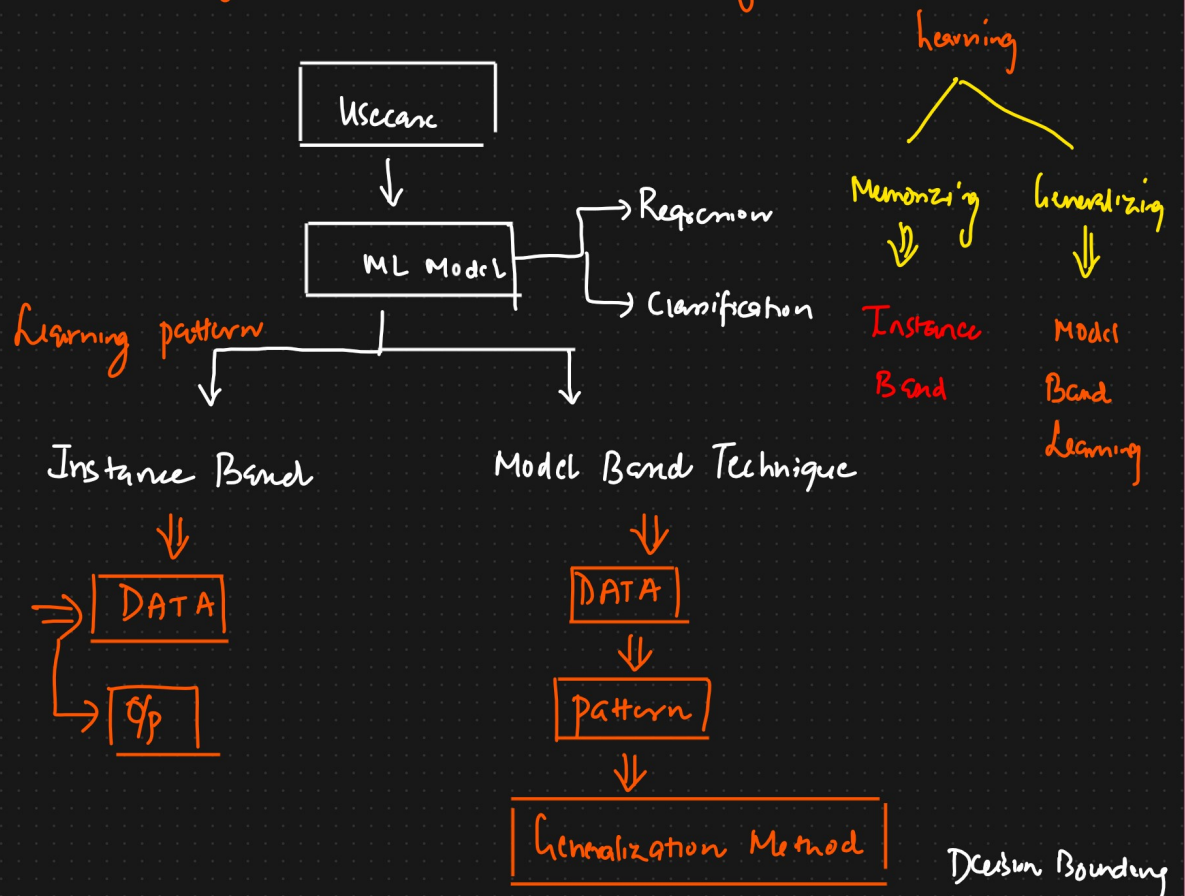 Learning
Usecase
Memorizing
Generalizing
Regression
ML Model
Classification
Instance
Based
Model
Based
Learning
Learning pattern
Instance Based
Model Based Technique
DATA
O/p
DATA
pattern
Generalization Method
Decision Boundary